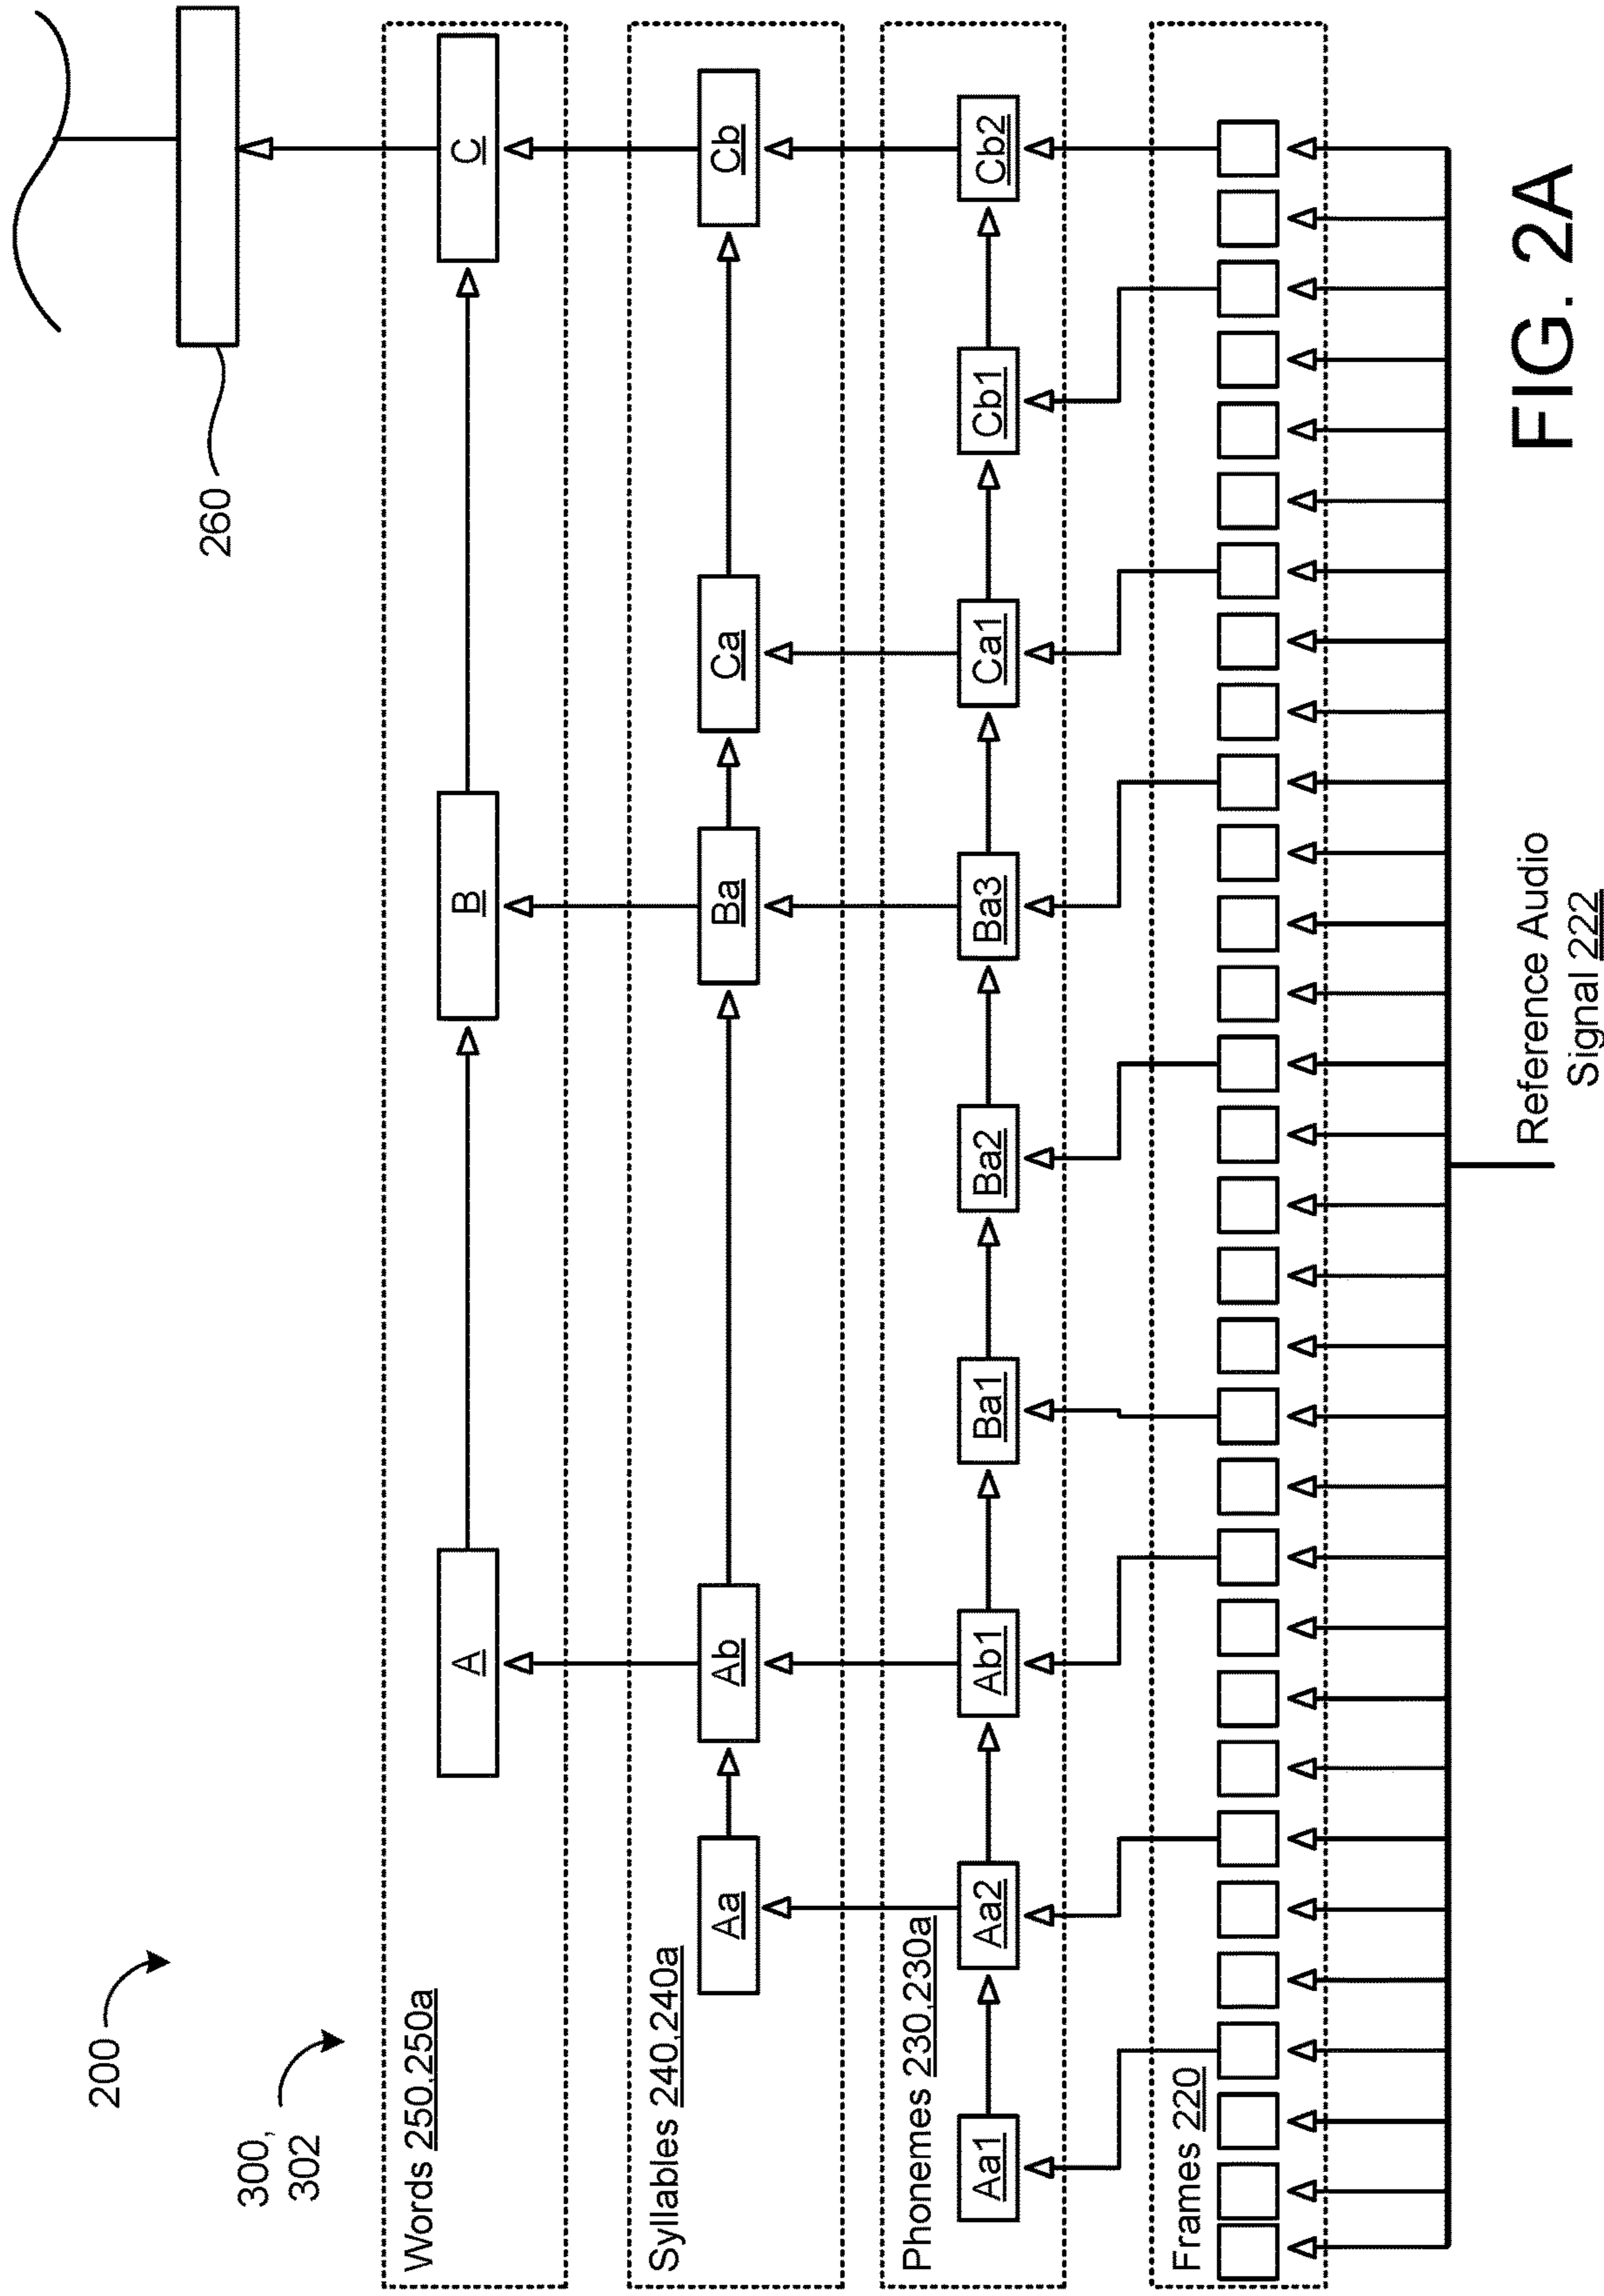 200
300,
302
260
Words 250,250a
A
B
C
Syllables 240,240a
Aa
Ab
Ba
Ca
Cb
Phonemes 230,230a
Aa1
Aa2
Ab1
Ba1
Ba2
Ba3
Ca1
Cb1
Cb2
Frames 220
Reference Audio
Signal 222
FIG. 2A